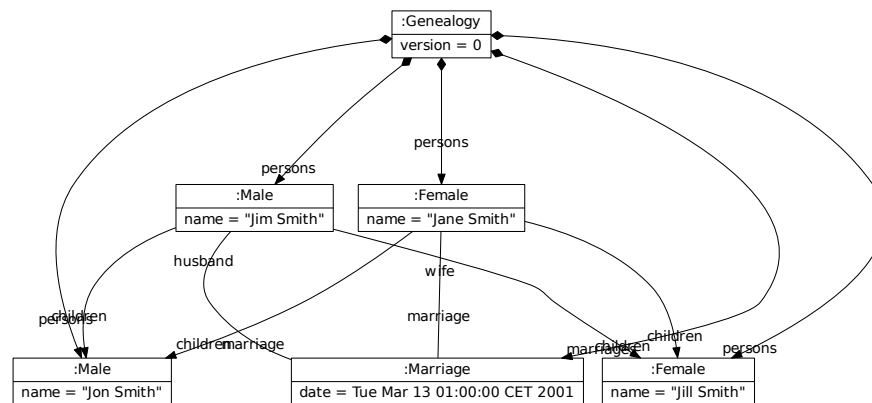 :Genealogy
version = 0
persons
persons
:Male
name = "Jim Smith"
:Female
name = "Jane Smith"
husband
wife
persons
children
marriage
children
marriage
marriages
children
children
persons
:Male
name = "Jon Smith"
:Marriage
date = Tue Mar 13 01:00:00 CET 2001
:Female
name = "Jill Smith"